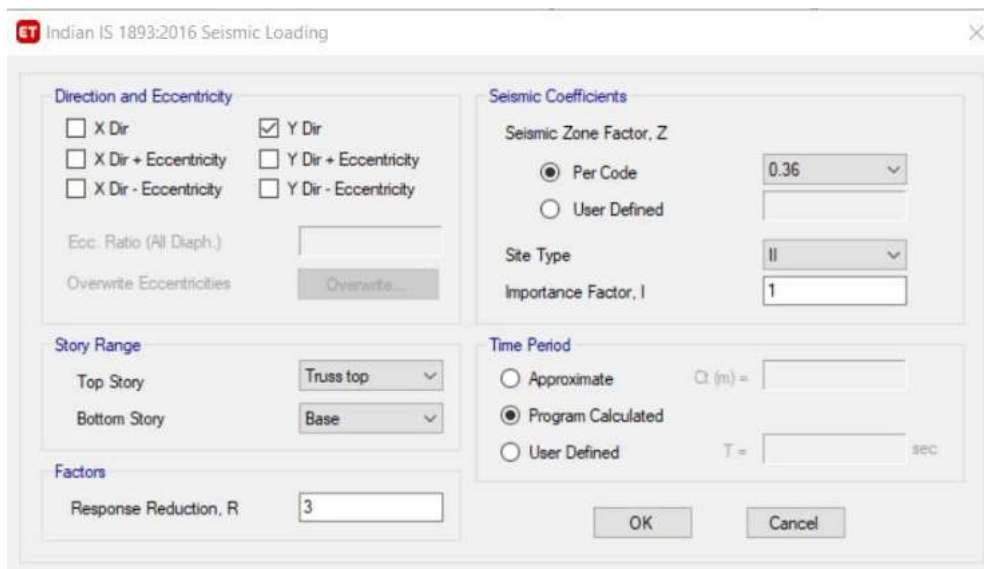 ET Indian IS 1893:2016 Seismic Loading
Direction and Eccentricity
X Dir
Y Dir
X Dir + Eccentricity
Y Dir + Eccentricity
X Dir - Eccentricity
Y Dir - Eccentricity
Ecc. Ratio (All Diaph.)
Overwrite Eccentricities
Overwrite...
Story Range
Top Story
Truss top
Bottom Story
Base
Factors
Response Reduction, R
3
Seismic Coefficients
Seismic Zone Factor, Z
Per Code
0.36
User Defined
Site Type
II
Importance Factor, I
1
Time Period
Approximate
Ct (m) =
Program Calculated
User Defined
T =
sec
OK
Cancel